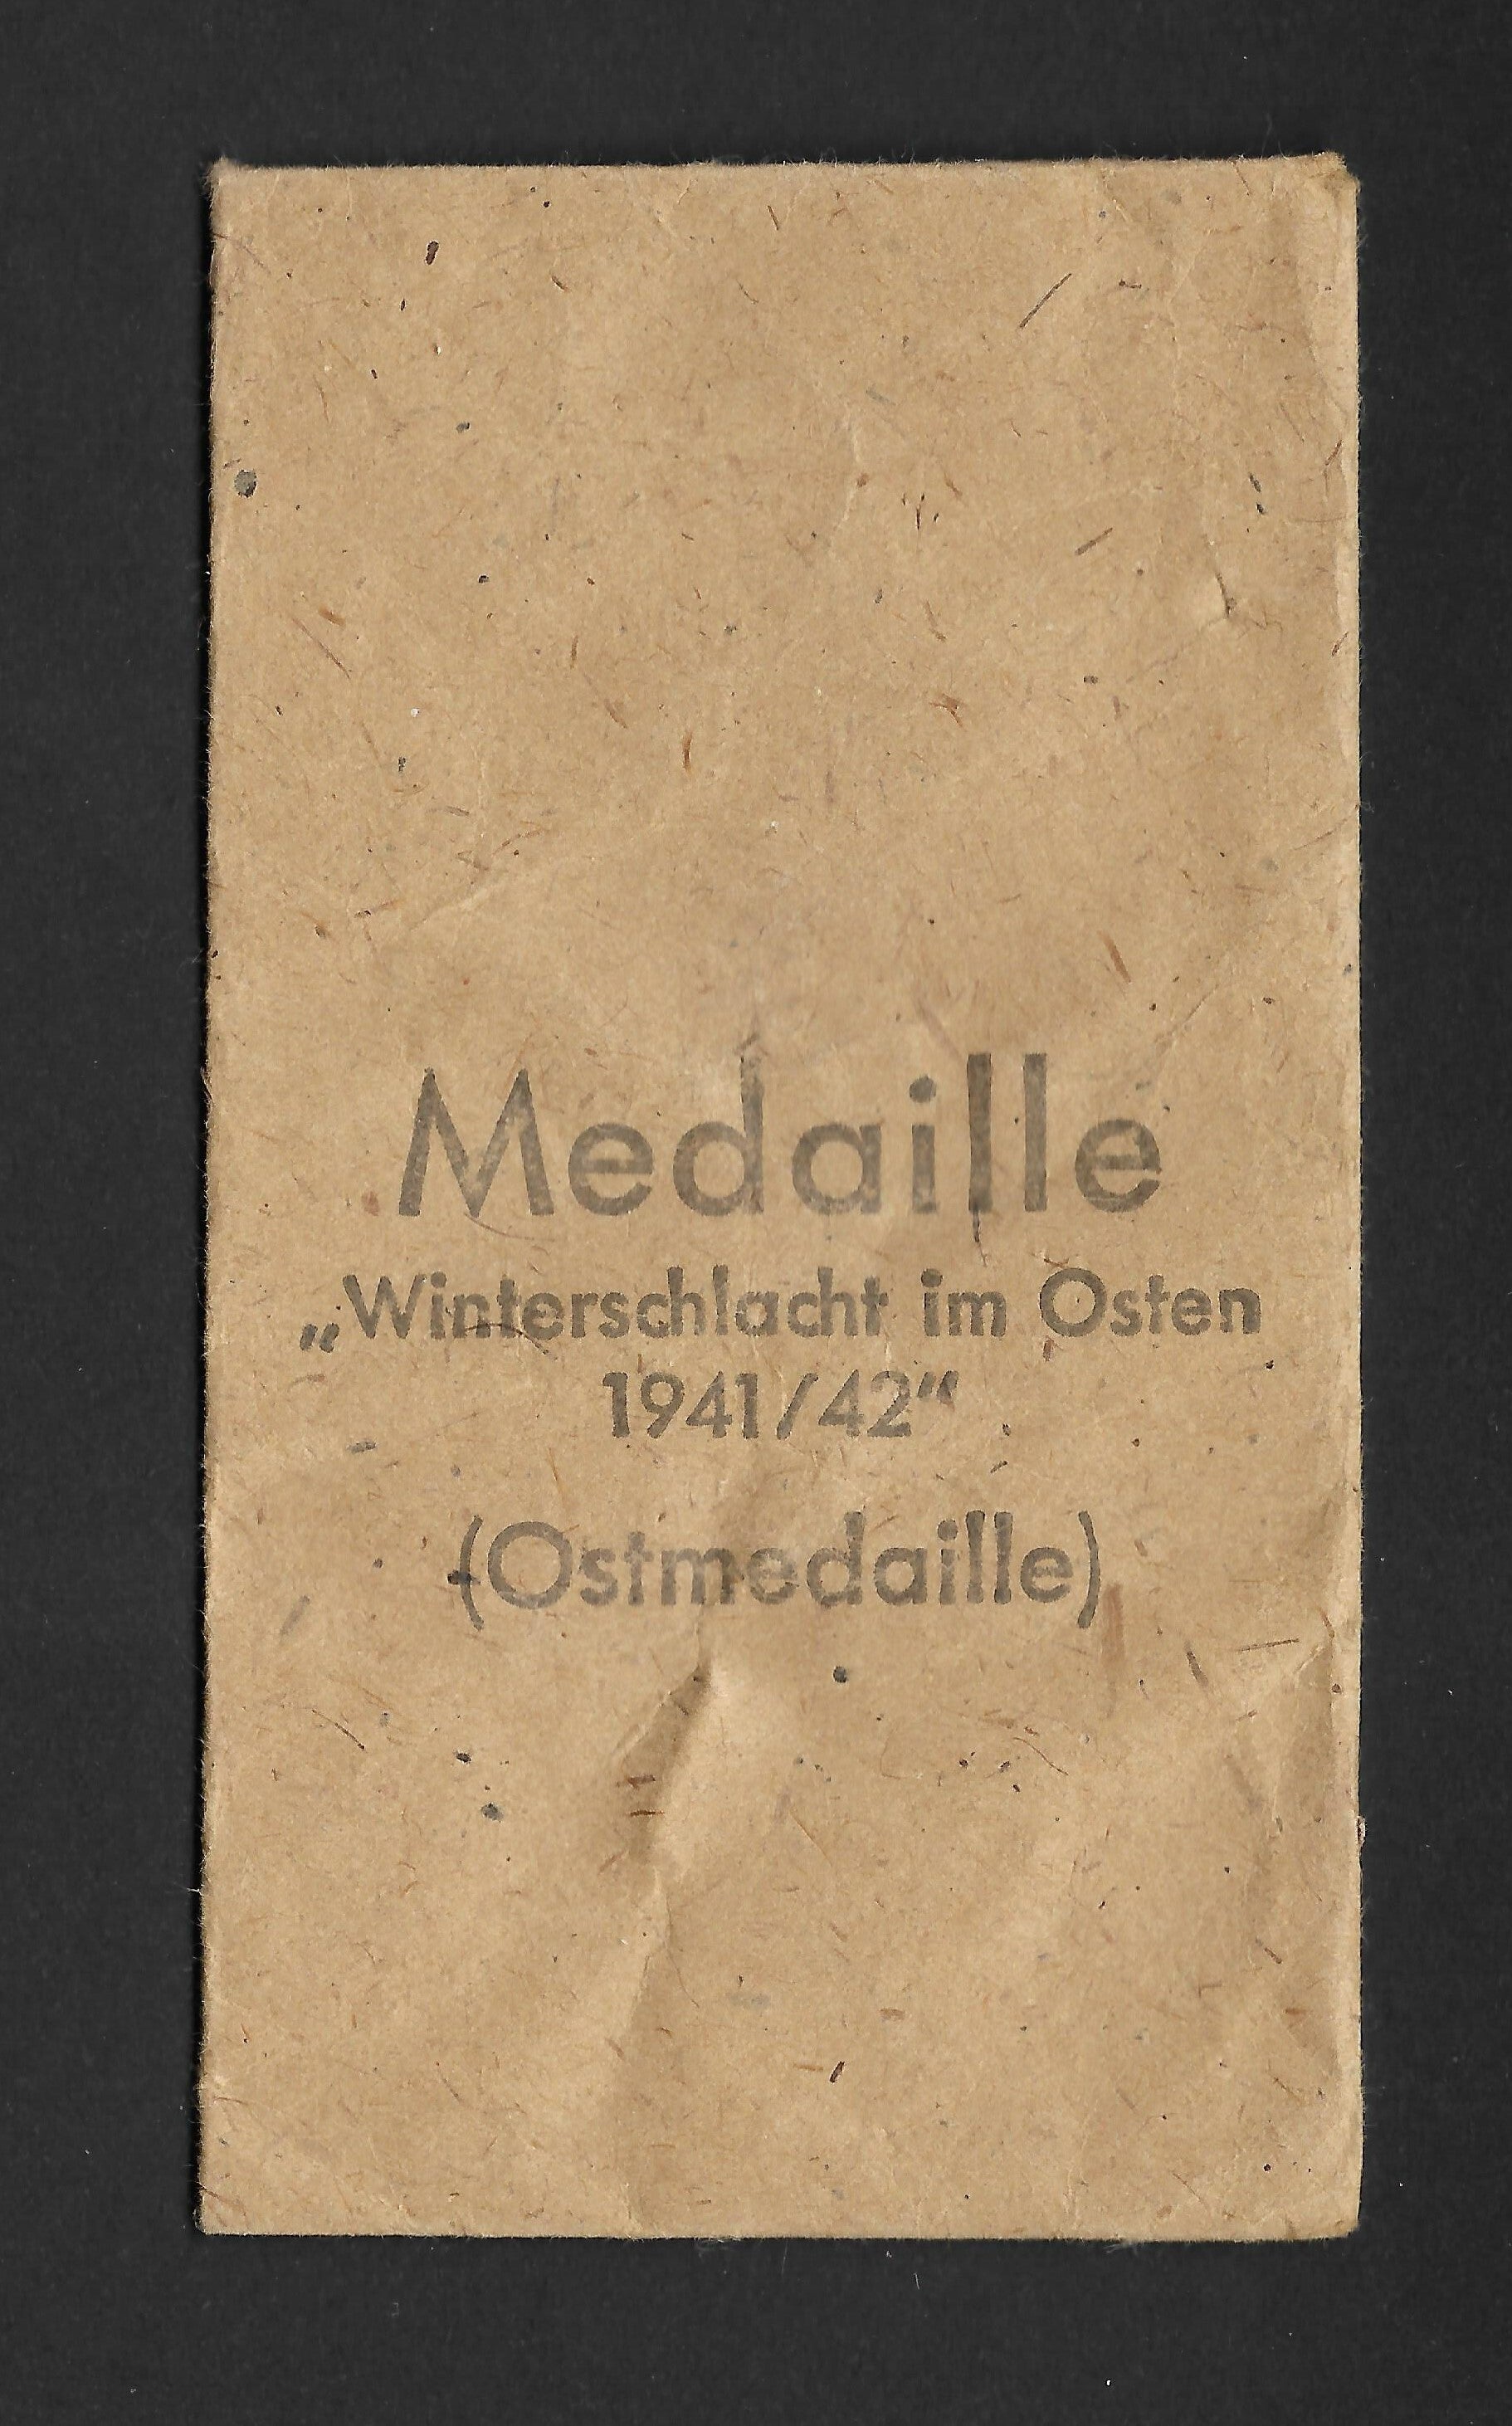 Medaille
„Winterschlacht im Osten
1941/42“
(Ostmedaille)